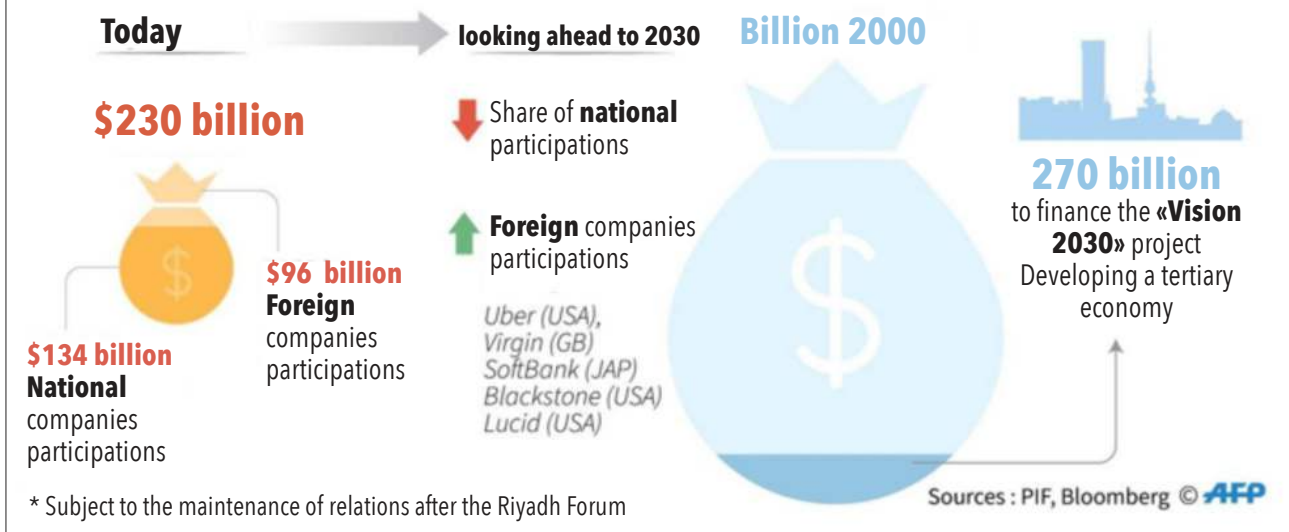 Today
looking ahead to 2030
Billion 2000
$230 billion
$96 billion
Foreign
companies
participations
$134 billion
National
companies
participations
Share of national
participations
Foreign companies
participations
Uber (USA),
Virgin (GB)
SoftBank (JAP)
Blackstone (USA)
Lucid (USA)
$
$
270 billion
to finance the «Vision
2030» project
Developing a tertiary
economy
* Subject to the maintenance of relations after the Riyadh Forum
Sources : PIF, Bloomberg © AFP